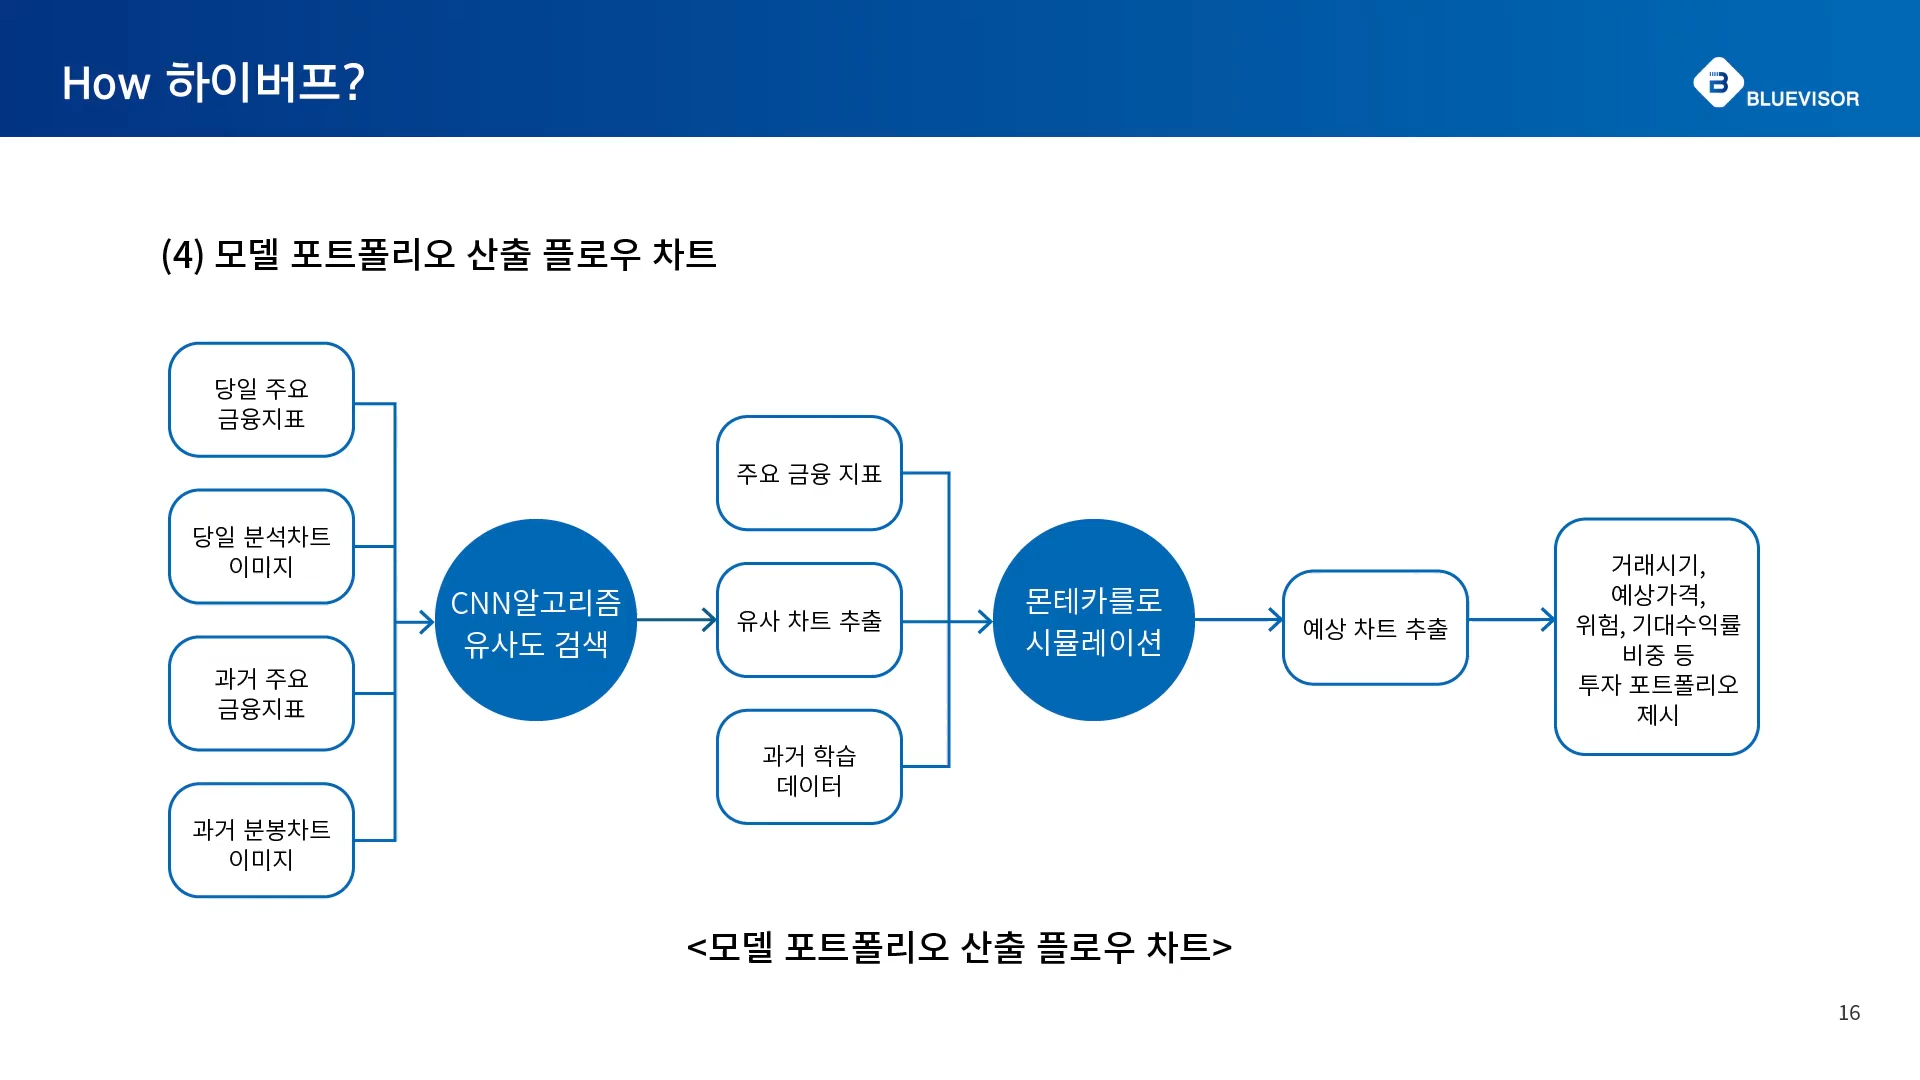 How 하이버프?
BLUEVISOR
(4) 모델 포트폴리오 산출 플로우 차트
당일 주요
금융지표
당일 분석차트
이미지
과거 주요
금융지표
과거 분봉차트
이미지
CNN알고리즘
유사도 검색
주요 금융 지표
유사 차트 추출
과거 학습
데이터
몬테카를로
시뮬레이션
예상 차트 추출
거래시기,
예상가격,
위험, 기대수익률
비중 등
투자 포트폴리오
제시
<모델 포트폴리오 산출 플로우 차트>
16